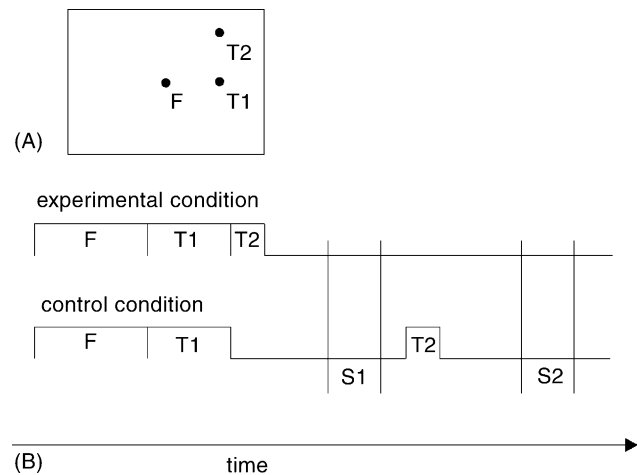 T2
F T1
(A)
experimental condition
F T1 T2
control condition
F T1 T2
S1 S2
(B) time